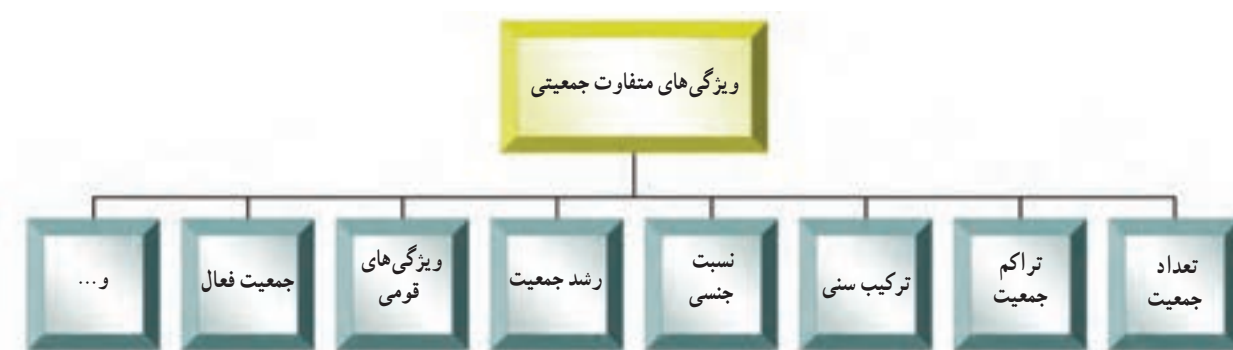 ویژگی‌های متفاوت جمعیتی
تعداد
جمعیت
تراکم
جمعیت
ترکیب سنی
نسبت
جنسی
رشد جمعیت
ویژگی‌های
قومی
جمعیت فعال
و...